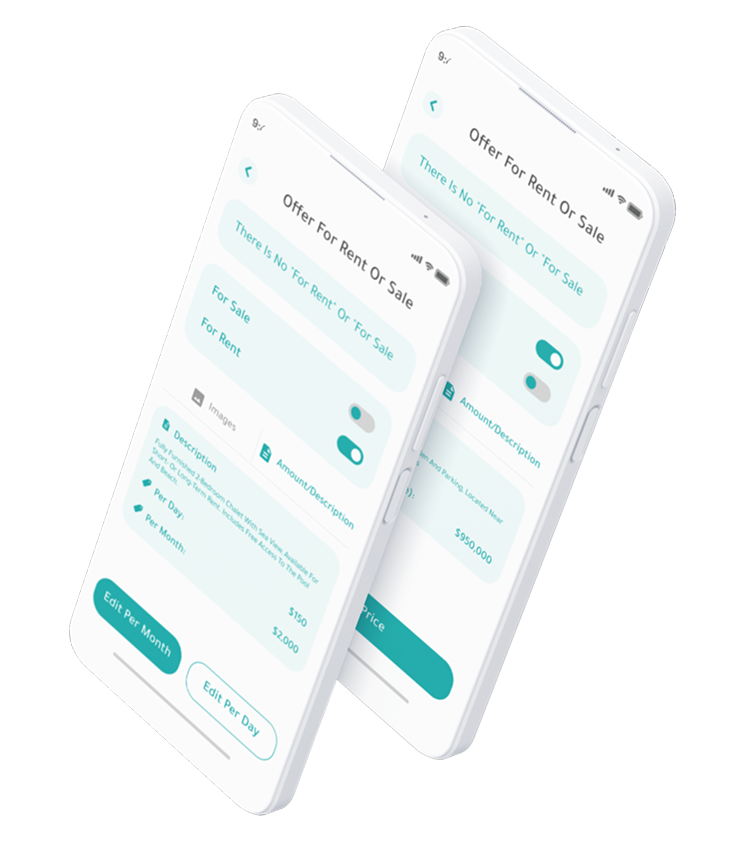 Offer For Rent Or Sale
There Is No "For Rent" Or "For Sale
For Sale
For Rent
Images
Amount/Description
Description
Fully Furnished 2-Bedroom Chalet With Sea View, Available For
Short- Or Long-Term Rent. Includes Free Access To The Pool
And Beach.
Per Day:
$150
Per Month:
$2,000
Edit Per Month
Edit Per Day
Offer For Rent Or Sale
There Is No "For Rent" Or "For Sale
Amount/Description
And Parking, Located Near
$950,000
Price